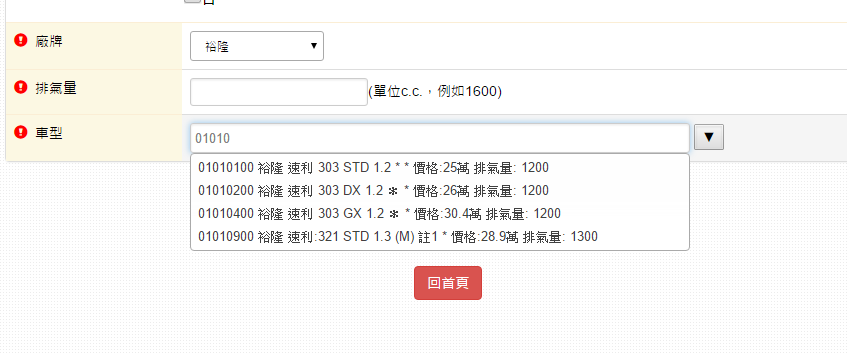 廠牌
裕隆
排氣量
(單位c.c.，例如1600)
車型
01010
01010100 裕隆 速利 303 STD 1.2 * * 價格:25萬 排氣量: 1200
01010200 裕隆 速利 303 DX 1.2 ＊ * 價格:26萬 排氣量: 1200
01010400 裕隆 速利 303 GX 1.2 ＊ * 價格:30.4萬 排氣量: 1200
01010900 裕隆 速利:321 STD 1.3 (M) 註1 * 價格:28.9萬 排氣量: 1300
回首頁